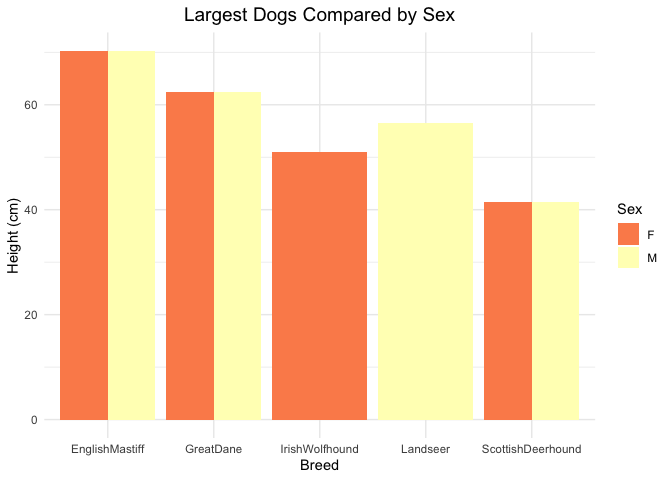 Largest Dogs Compared by Sex
Height (cm)
60
40
20
0
EnglishMastiff GreatDane IrishWolfhound Landseer ScottishDeerhound
Breed
Sex
F
M